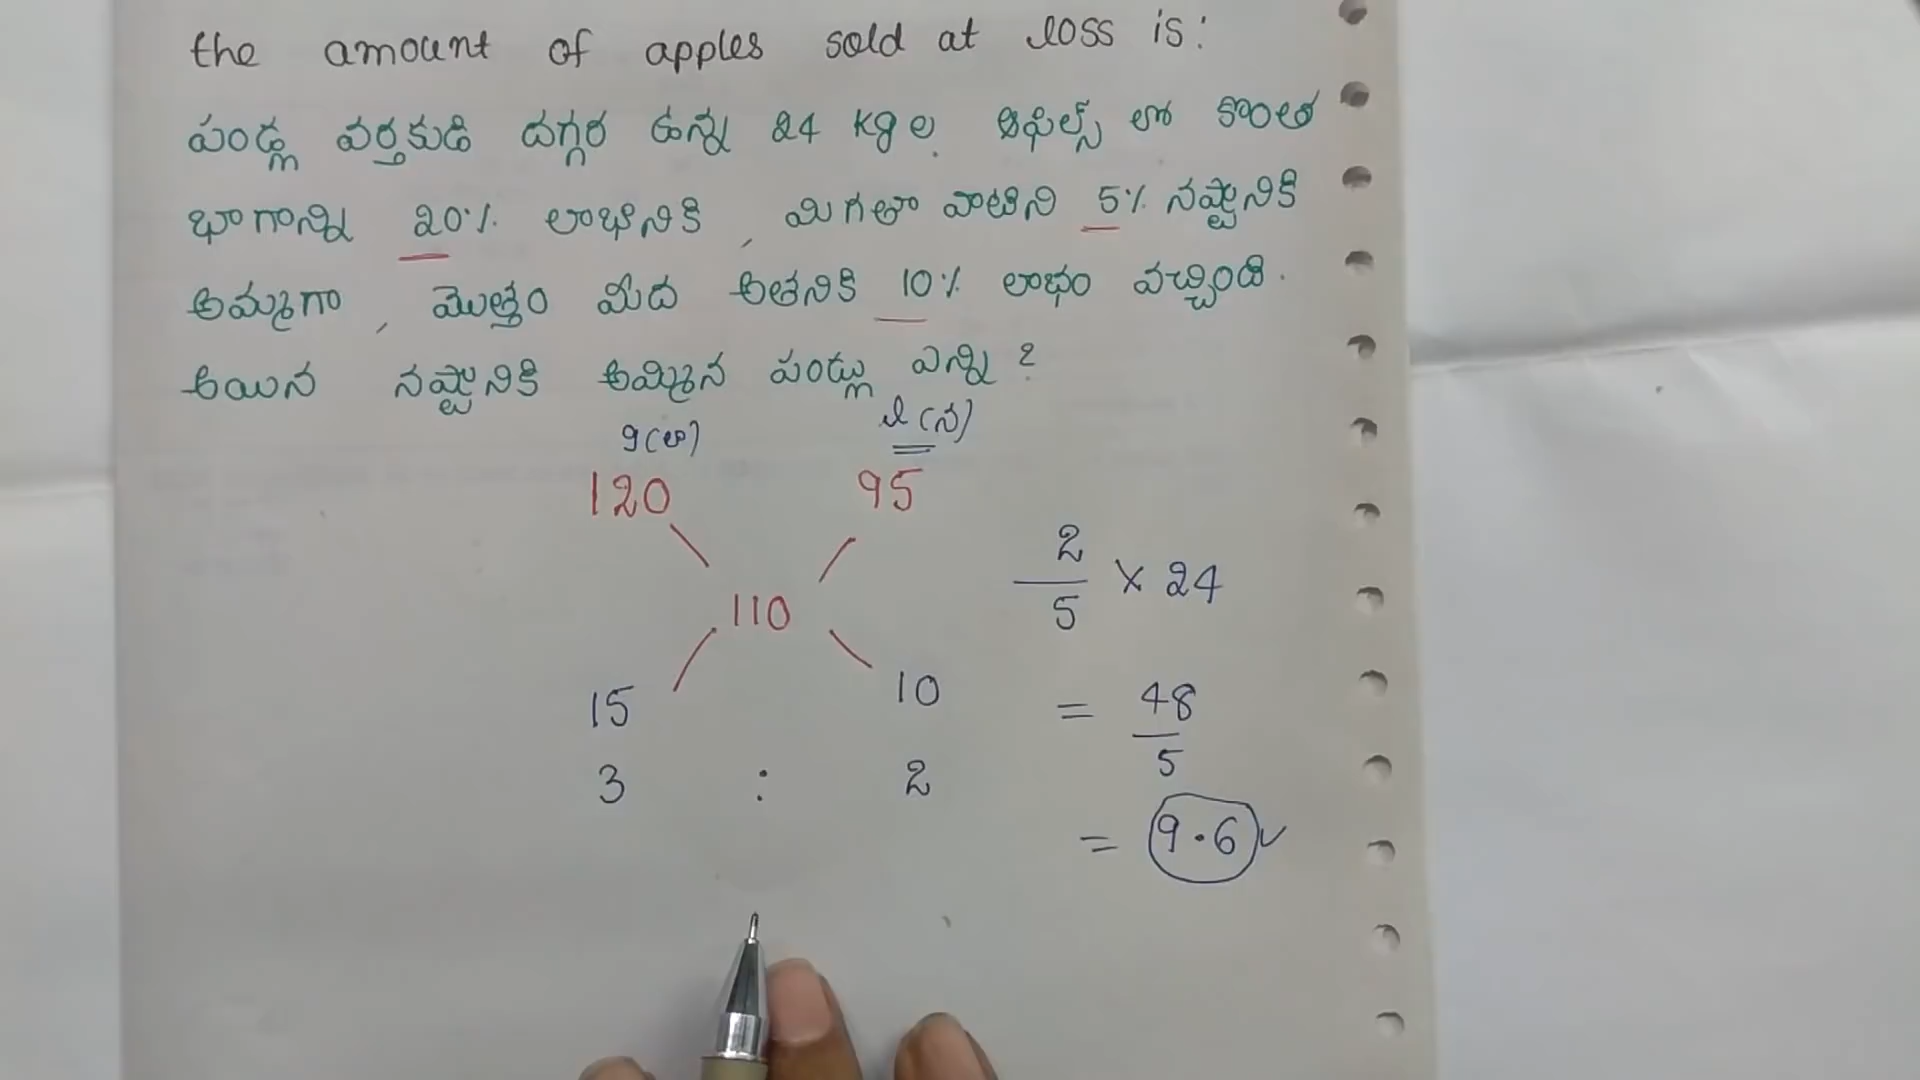 the amount of apples sold at loss is:
పండ్ల వర్తకుడి దగ్గర ఉన్న 24 kg ల ఆఫిల్స్ లో కొంత
భాగాన్ని 20% లాభానికి, మిగతా వాటిని 5% నష్టానికి
అమ్మగా, మొత్తం మీద అతనికి 10% లాభం వచ్చింది.
అయిన నష్టానికి అమ్మిన పండ్లు ఎన్ని ?
g(లా) l(న)
120 95
110
15 10
3 : 2
2/5 × 24
= 48/5
= 9.6